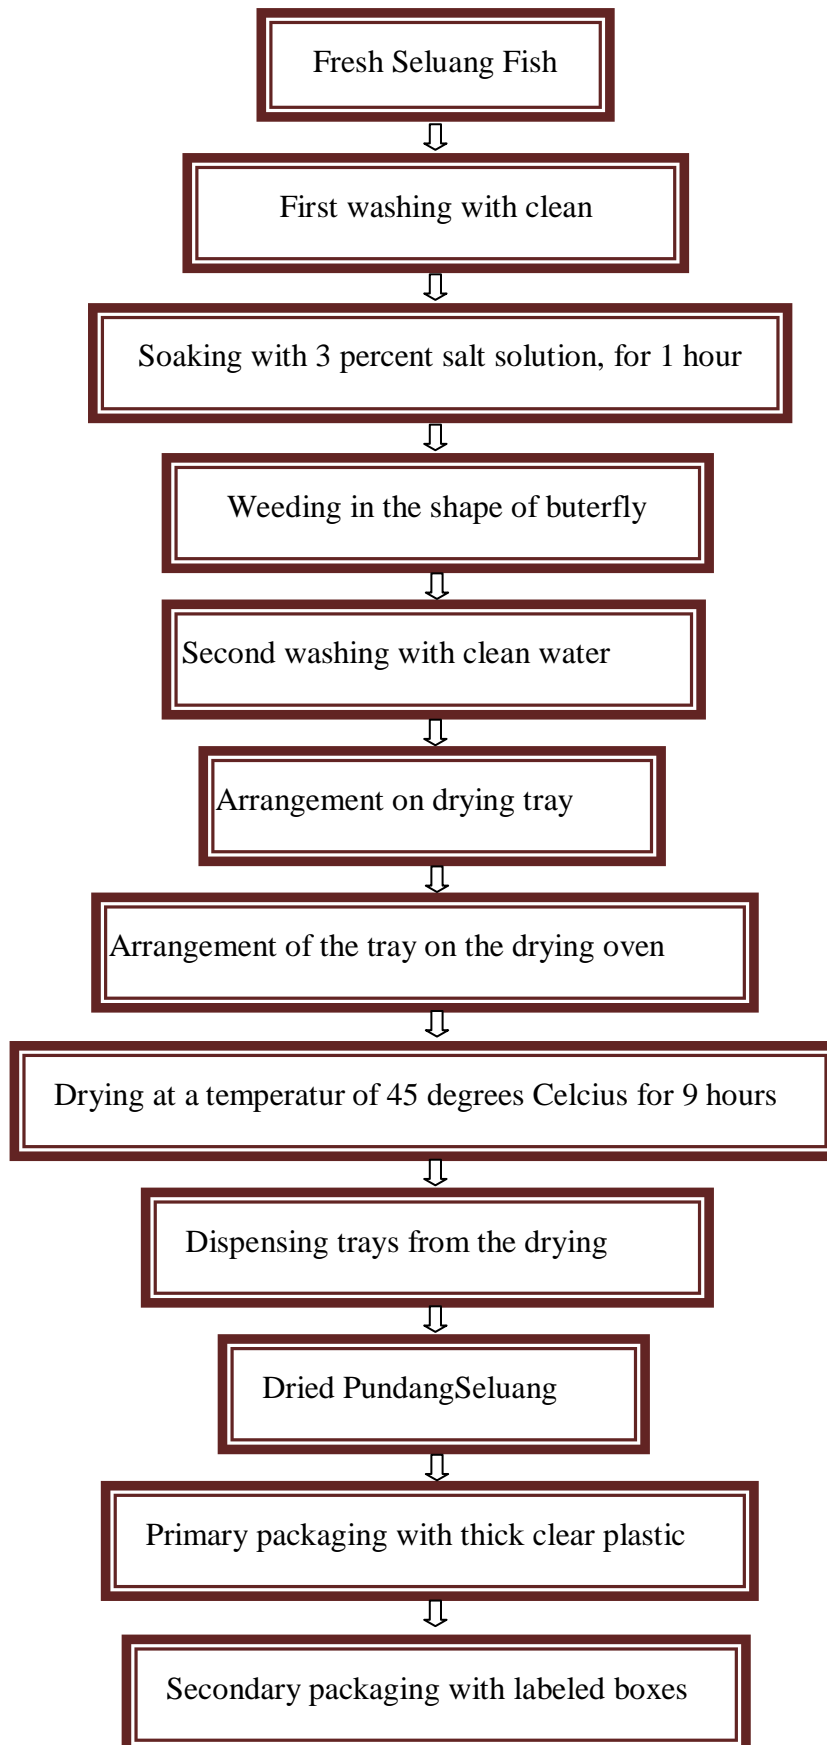 Fresh Seluang Fish
First washing with clean
Soaking with 3 percent salt solution, for 1 hour
Weeding in the shape of buterfly
Second washing with clean water
Arrangement on drying tray
Arrangement of the tray on the drying oven
Drying at a temperatur of 45 degrees Celcius for 9 hours
Dispensing trays from the drying
Dried PundangSeluang
Primary packaging with thick clear plastic
Secondary packaging with labeled boxes